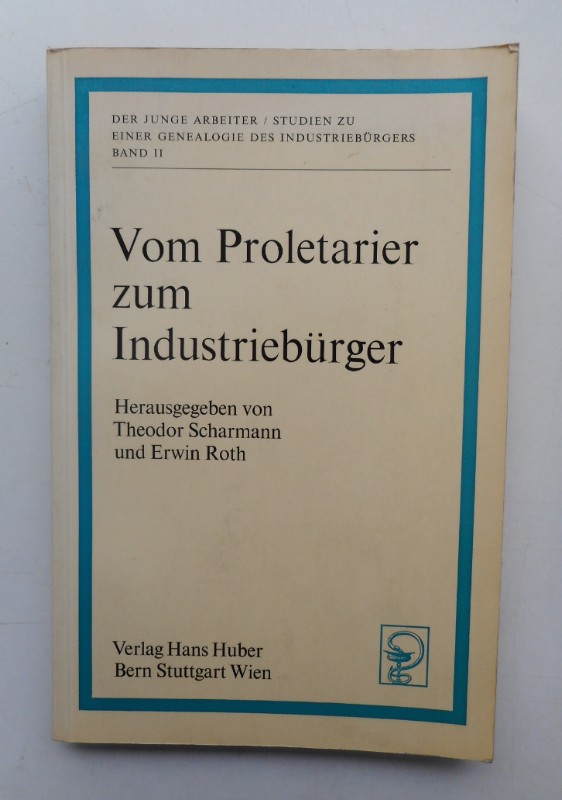 DER JUNGE ARBEITER / STUDIEN ZU
EINER GENEALOGIE DES INDUSTRIEBÜRGERS
BAND II
Vom Proletarier
zum
Industriebürger
Herausgegeben von
Theodor Scharmann
und Erwin Roth
Verlag Hans Huber
Bern Stuttgart Wien